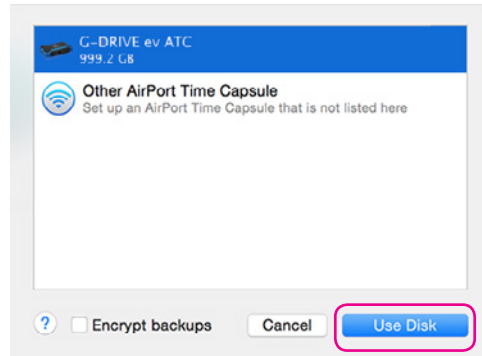 G-DRIVE ev ATC
999.2 GB
Other AirPort Time Capsule
Set up an AirPort Time Capsule that is not listed here
?
Encrypt backups
Cancel
Use Disk